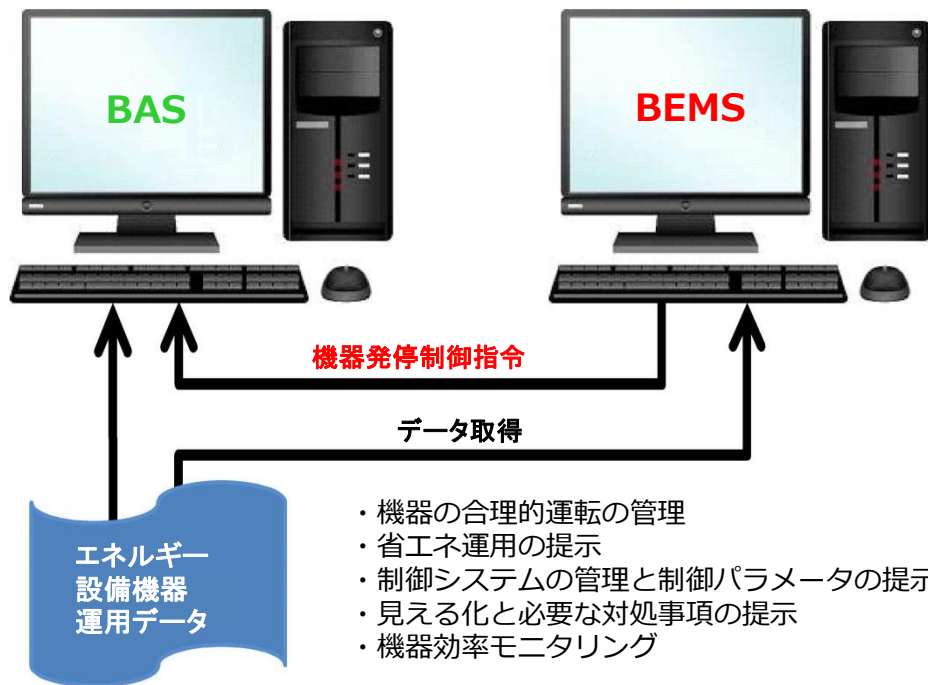 BAS
BEMS
機器発停制御指令
データ取得
エネルギー
設備機器
運用データ
・機器の合理的運転の管理
・省エネ運用の提示
・制御システムの管理と制御パラメータの提示
・見える化と必要な対処事項の提示
・機器効率モニタリング